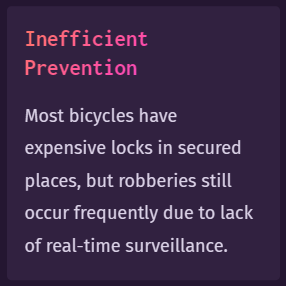 Inefficient
Prevention
Most bicycles have
expensive locks in secured
places, but robberies still
occur frequently due to lack
of real-time surveillance.